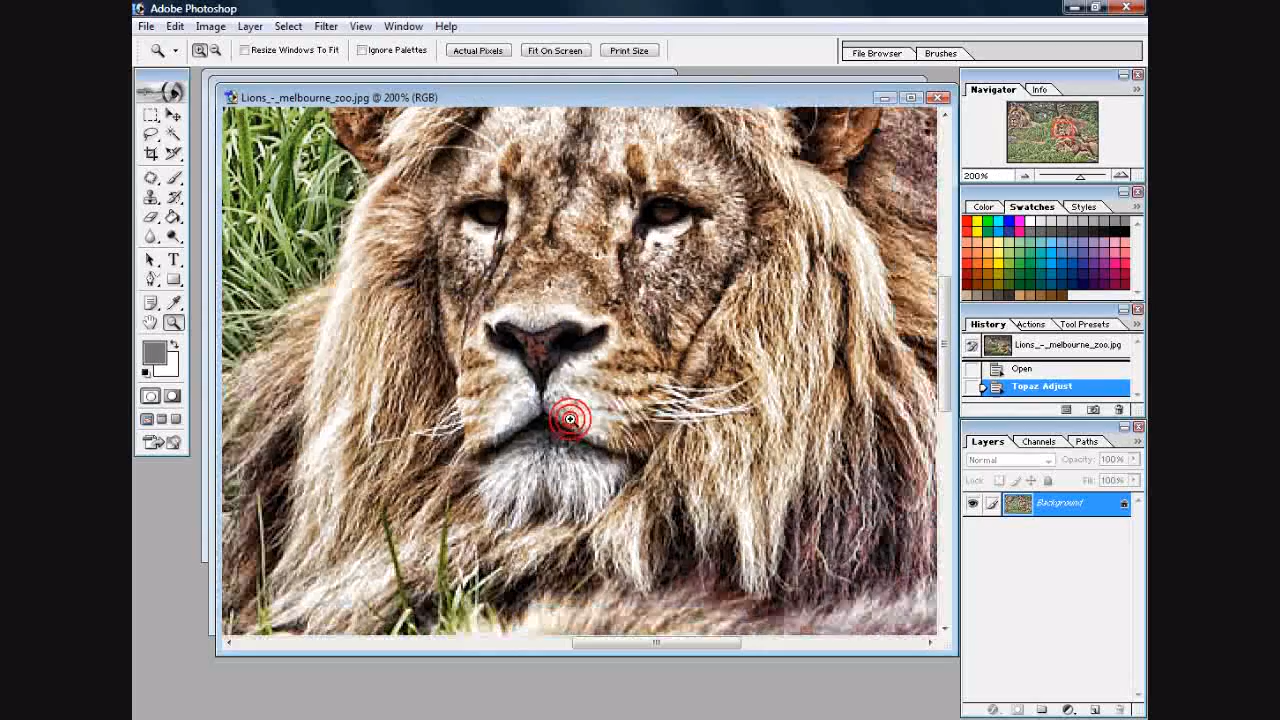 Adobe Photoshop
File Edit Image Layer Select Filter View Window Help
Resize Windows To Fit Ignore Palettes Actual Pixels Fit On Screen Print Size File Browser Brushes
Lions_-_melbourne_zoo.jpg @ 200% (RGB)
Navigator Info
200%
Color Swatches Styles
History Actions Tool Presets
Lions_-_melbourne_zoo.jpg
Open
Topaz Adjust
Layers Channels Paths
Normal Opacity: 100%
Lock: Fill: 100%
Background